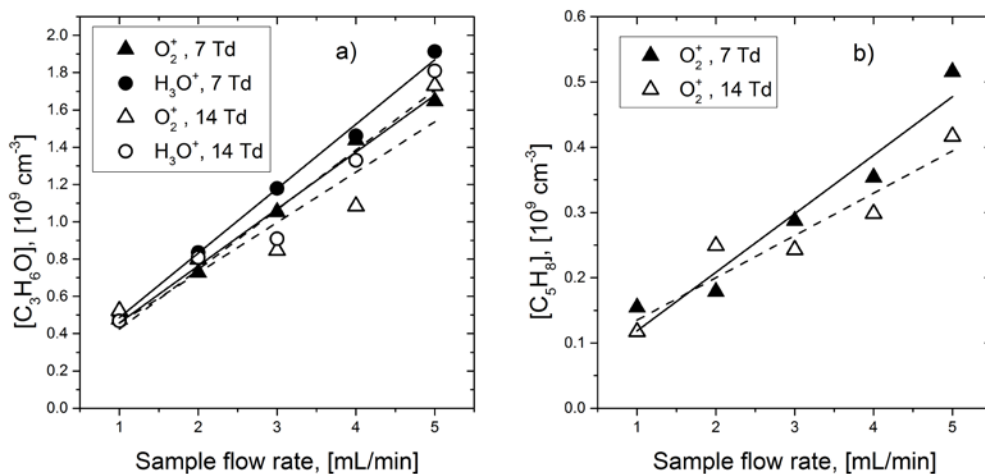 a)
O₂⁺, 7 Td
H₃O⁺, 7 Td
O₂⁺, 14 Td
H₃O⁺, 14 Td
2.0
1.8
1.6
1.4
1.2
1.0
0.8
0.6
0.4
0.2
0.0
[C₃H₆O], [10⁹ cm⁻³]
1 2 3 4 5
Sample flow rate, [mL/min]
b)
O₂⁺, 7 Td
O₂⁺, 14 Td
0.6
0.5
0.4
0.3
0.2
0.1
0.0
[C₅H₈], [10⁹ cm⁻³]
1 2 3 4 5
Sample flow rate, [mL/min]